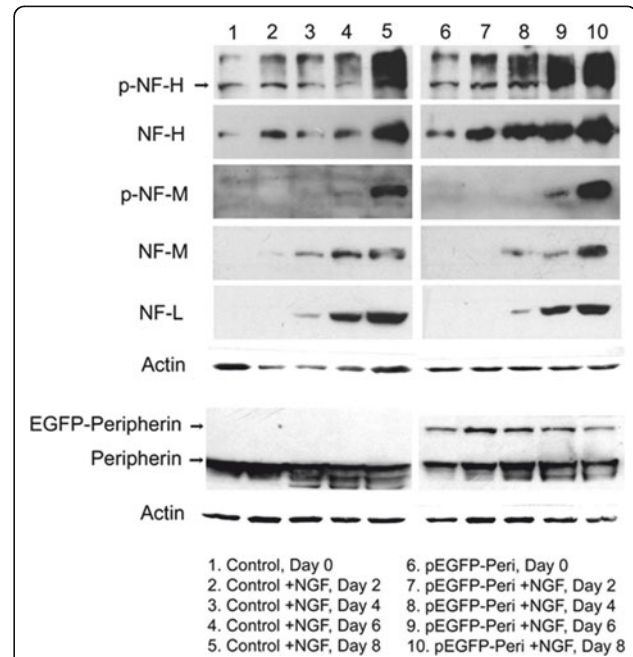 1 2 3 4 5 6 7 8 9 10
p-NF-H
NF-H
p-NF-M
NF-M
NF-L
Actin
EGFP-Peripherin
Peripherin
Actin
1. Control, Day 0
2. Control +NGF, Day 2
3. Control +NGF, Day 4
4. Control +NGF, Day 6
5. Control +NGF, Day 8
6. pEGFP-Peri, Day 0
7. pEGFP-Peri +NGF, Day 2
8. pEGFP-Peri +NGF, Day 4
9. pEGFP-Peri +NGF, Day 6
10. pEGFP-Peri +NGF, Day 8